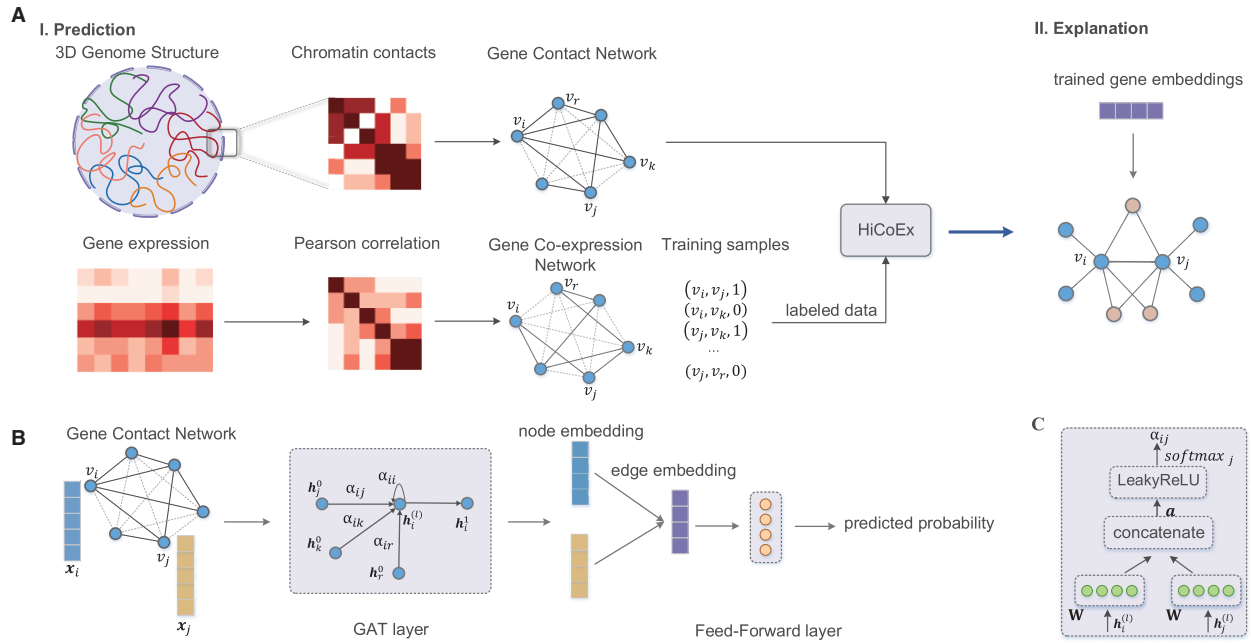 A
I. Prediction
II. Explanation
3D Genome Structure
Chromatin contacts
Gene Contact Network
trained gene embeddings
v_r
v_i
v_k
v_j
HiCoEx
v_i
v_j
Gene expression
Pearson correlation
Gene Co-expression
Network
Training samples
v_r
v_i
v_k
v_j
(v_i, v_j, 1)
(v_i, v_k, 0)
(v_j, v_k, 1)
...
(v_j, v_r, 0)
labeled data
B
Gene Contact Network
v_i
v_j
x_i
x_j
h_j^0
α_ij
α_ii
h_i^(l)
h_i^1
α_ik
h_k^0
α_ir
h_r^0
GAT layer
node embedding
edge embedding
predicted probability
Feed-Forward layer
C
α_ij
softmax_j
LeakyReLU
a
concatenate
W
h_i^(l)
W
h_j^(l)